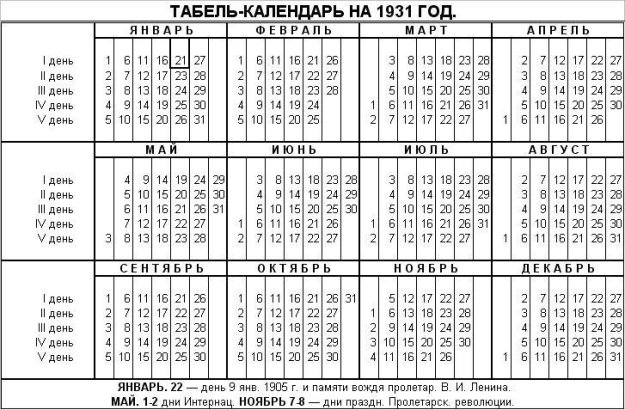 ТАБЕЛЬ-КАЛЕНДАРЬ НА 1931 ГОД.
ЯНВАРЬ ФЕВРАЛЬ МАРТ АПРЕЛЬ
I день 1 6 11 16 21 27 1 6 11 16 21 26 3 8 13 18 23 28 2 7 12 17 22 27
II день 2 7 12 17 23 28 2 7 12 17 22 27 4 9 14 19 24 29 3 8 13 18 23 28
III день 3 8 13 18 24 29 3 8 13 18 23 28 5 10 15 20 25 30 4 9 14 19 24 29
IV день 4 9 14 19 25 30 4 9 14 19 24 1 6 11 16 21 26 31 5 10 15 20 25 30
V день 5 10 15 20 26 31 5 10 15 20 25 2 7 12 17 22 27 1 6 11 16 21 26
МАЙ ИЮНЬ ИЮЛЬ АВГУСТ
I день 4 9 14 19 24 29 3 8 13 18 23 28 3 8 13 18 23 28 2 7 12 17 22 27
II день 5 10 15 20 25 30 4 9 14 19 24 29 4 9 14 19 24 29 3 8 13 18 23 28
III день 6 11 16 21 26 31 5 10 15 20 25 30 5 10 15 20 25 30 4 9 14 19 24 29
IV день 7 12 17 22 27 1 6 11 16 21 26 1 6 11 16 21 26 31 5 10 15 20 25 30
V день 3 8 13 18 23 28 2 7 12 17 22 27 2 7 12 17 22 27 1 6 11 16 21 26 31
СЕНТЯБРЬ ОКТЯБРЬ НОЯБРЬ ДЕКАБРЬ
I день 1 6 11 16 21 26 1 6 11 16 21 26 31 5 12 17 22 27 2 7 12 17 22 27
II день 2 7 12 17 22 27 2 7 12 17 22 27 1 6 13 18 23 28 3 8 13 18 23 28
III день 3 8 13 18 23 28 3 8 13 18 23 28 2 9 14 19 24 29 4 9 14 19 24 29
IV день 4 9 14 19 24 29 4 9 14 19 24 29 3 10 15 20 25 30 5 10 15 20 25 30
V день 5 10 15 20 25 30 5 10 15 20 25 30 4 11 16 21 26 1 6 11 16 21 26 31
ЯНВАРЬ. 22 — день 9 янв. 1905 г. и памяти вождя пролетар. В. И. Ленина.
МАЙ. 1-2 дни Интернац. НОЯБРЬ 7-8 — дни праздн. Пролетарск. революции.